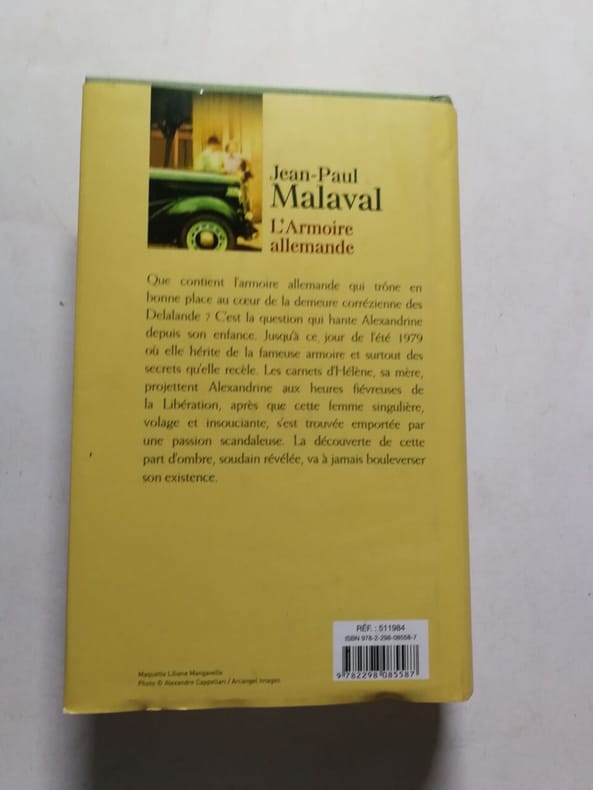 Jean-Paul
Malaval
L'Armoire
allemande
Que contient l'armoire allemande qui trône en
bonne place au cœur de la demeure corrézienne des
Delalande ? C'est la question qui hante Alexandrine
depuis son enfance. Jusqu'à ce jour de l'été 1979
où elle hérite de la fameuse armoire et surtout des
secrets qu'elle recèle. Les carnets d'Hélène, sa mère,
projettent Alexandrine aux heures fiévreuses de
la Libération, après que cette femme singulière,
volage et insouciante, s'est trouvée emportée par
une passion scandaleuse. La découverte de cette
part d'ombre, soudain révélée, va à jamais bouleverser
son existence.
RÉF. : 511984
ISBN 978-2-298-08558-7
9 782298 085587
Maquette Liliane Mangavelle
Photo © Alexandre Cappellari / Arcangel Images